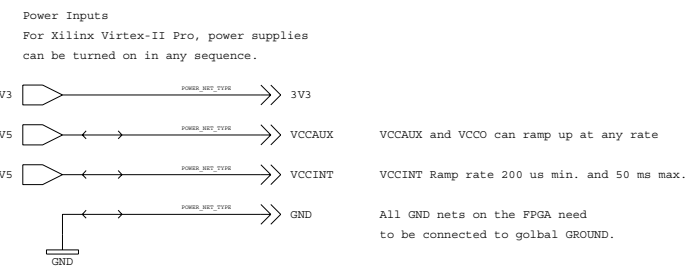 Power Inputs
For Xilinx Virtex-II Pro, power supplies
can be turned on in any sequence.
V3 POWER_NET_TYPE 3V3
V5 POWER_NET_TYPE VCCAUX VCCAUX and VCCO can ramp up at any rate
V5 POWER_NET_TYPE VCCINT VCCINT Ramp rate 200 us min. and 50 ms max.
POWER_NET_TYPE GND All GND nets on the FPGA need
to be connected to golbal GROUND.
GND